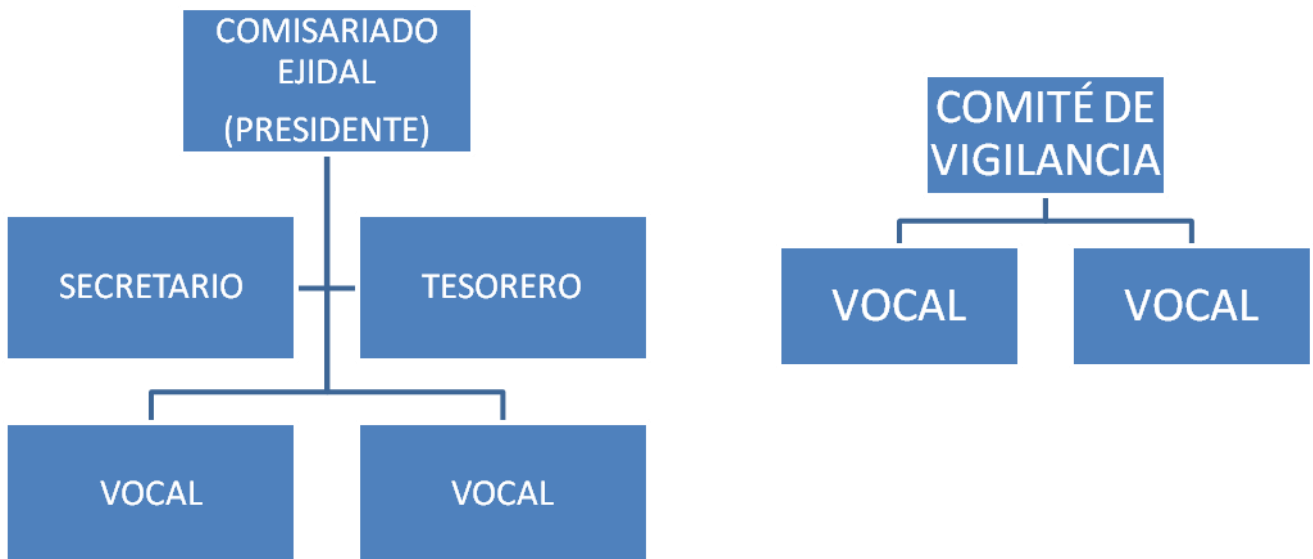 COMISARIADO
EJIDAL
(PRESIDENTE)
SECRETARIO
TESORERO
VOCAL
VOCAL
COMITÉ DE
VIGILANCIA
VOCAL
VOCAL